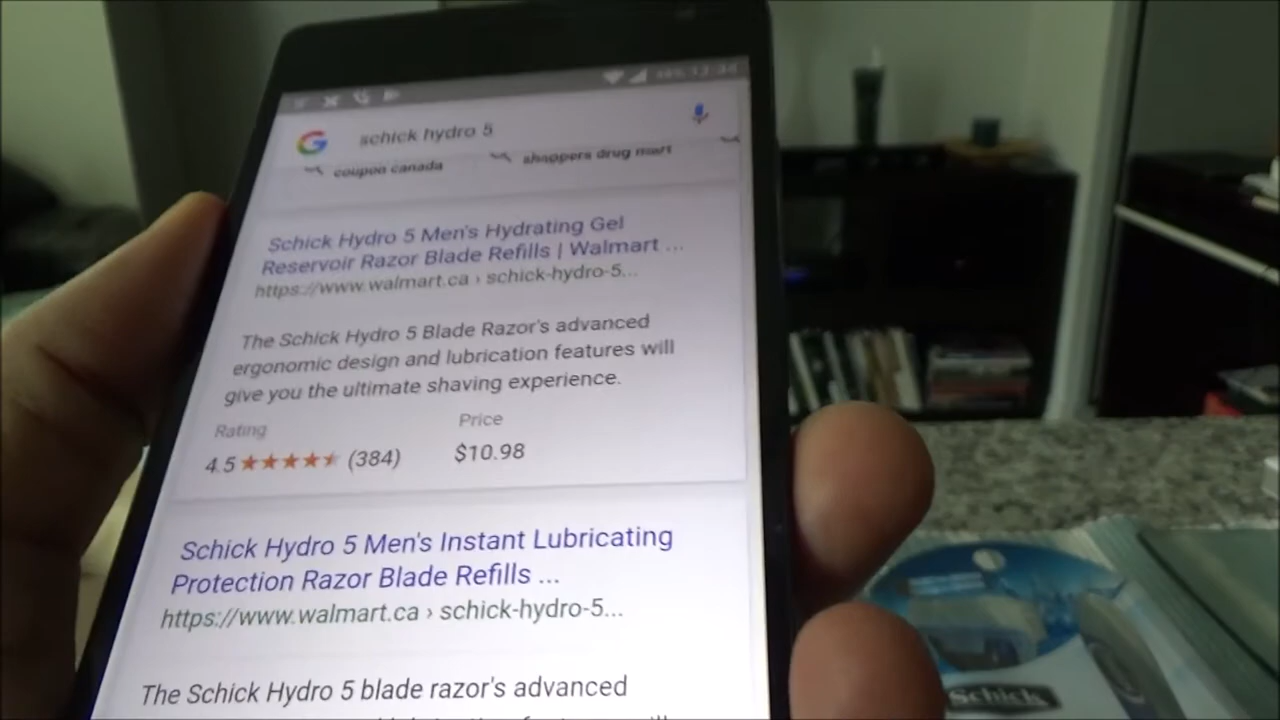 schick hydro 5
coupon canada
shoppers drug mart
Schick Hydro 5 Men's Hydrating Gel
Reservoir Razor Blade Refills | Walmart ...
https://www.walmart.ca › schick-hydro-5...
The Schick Hydro 5 Blade Razor's advanced
ergonomic design and lubrication features will
give you the ultimate shaving experience.
Rating
Price
4.5 ★★★★★ (384)
$10.98
Schick Hydro 5 Men's Instant Lubricating
Protection Razor Blade Refills ...
https://www.walmart.ca › schick-hydro-5...
The Schick Hydro 5 blade razor's advanced
Schick